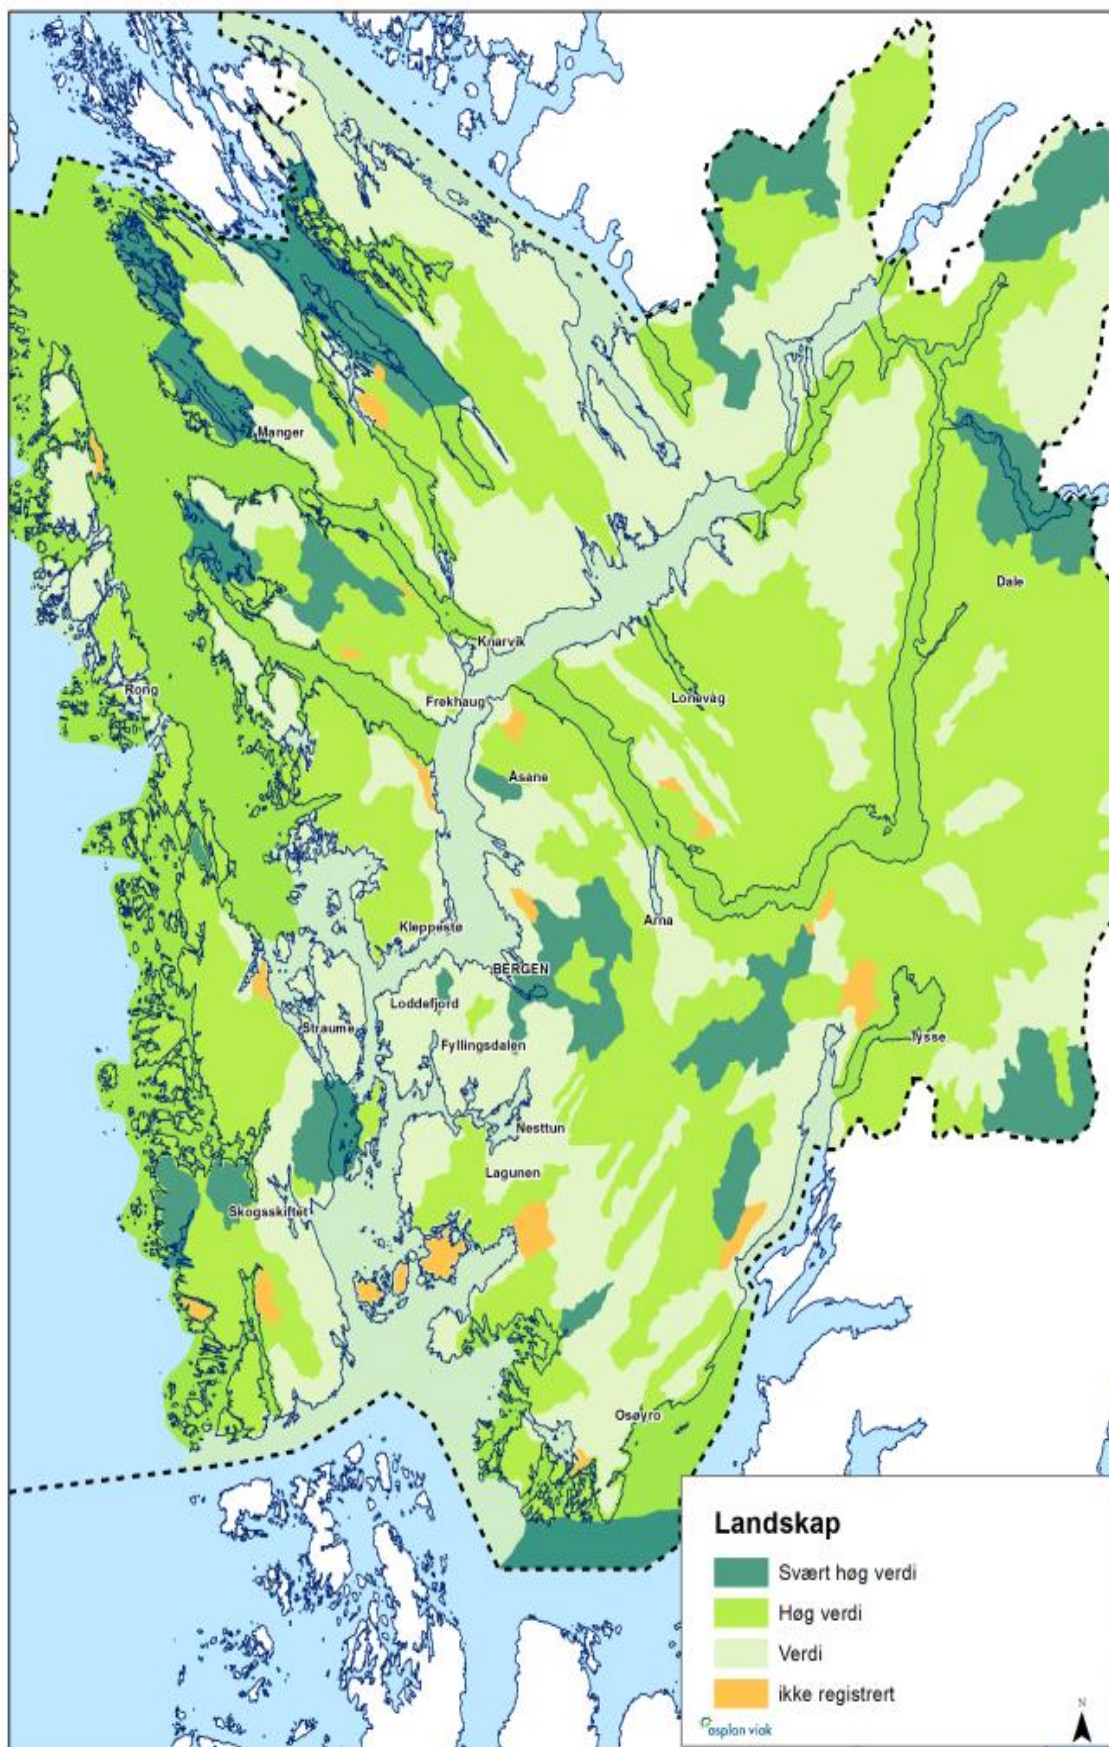 Manger
Dale
Knarvik
Rong
Frekhaug
Lonevåg
Åsane
Kleppestø
Arna
BERGEN
Loddefjord
Straume
Fyllingsdalen
Tysse
Nesttun
Lagunen
Skogsskiftet
Osøyro
Landskap
Svært høg verdi
Høg verdi
Verdi
ikke registrert
asplan viak
N